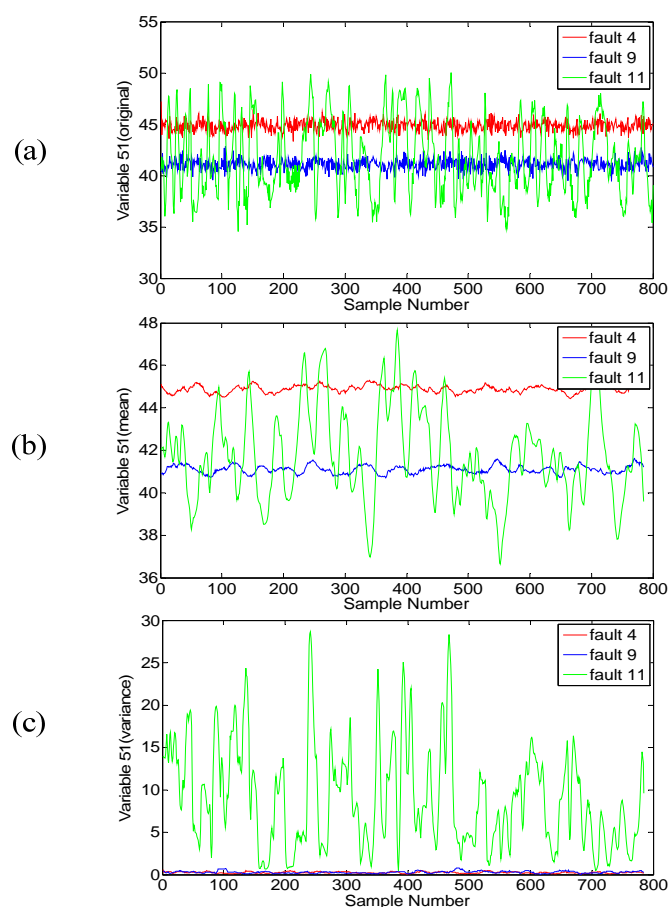 (a)
Variable 51(original)
55
50
45
40
35
30
0 100 200 300 400 500 600 700 800
Sample Number
fault 4
fault 9
fault 11
(b)
Variable 51(mean)
48
46
44
42
40
38
36
0 100 200 300 400 500 600 700 800
Sample Number
fault 4
fault 9
fault 11
(c)
Variable 51(variance)
30
25
20
15
10
5
0
0 100 200 300 400 500 600 700 800
Sample Number
fault 4
fault 9
fault 11